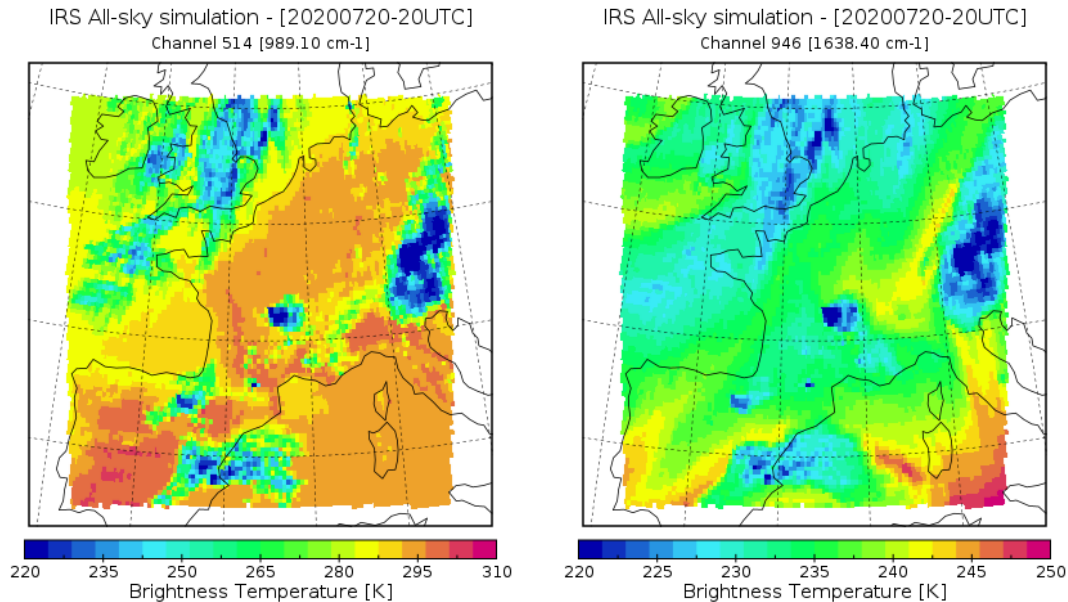 IRS All-sky simulation - [20200720-20UTC]
Channel 514 [989.10 cm-1]
220 235 250 265 280 295 310
Brightness Temperature [K]
IRS All-sky simulation - [20200720-20UTC]
Channel 946 [1638.40 cm-1]
220 225 230 235 240 245 250
Brightness Temperature [K]